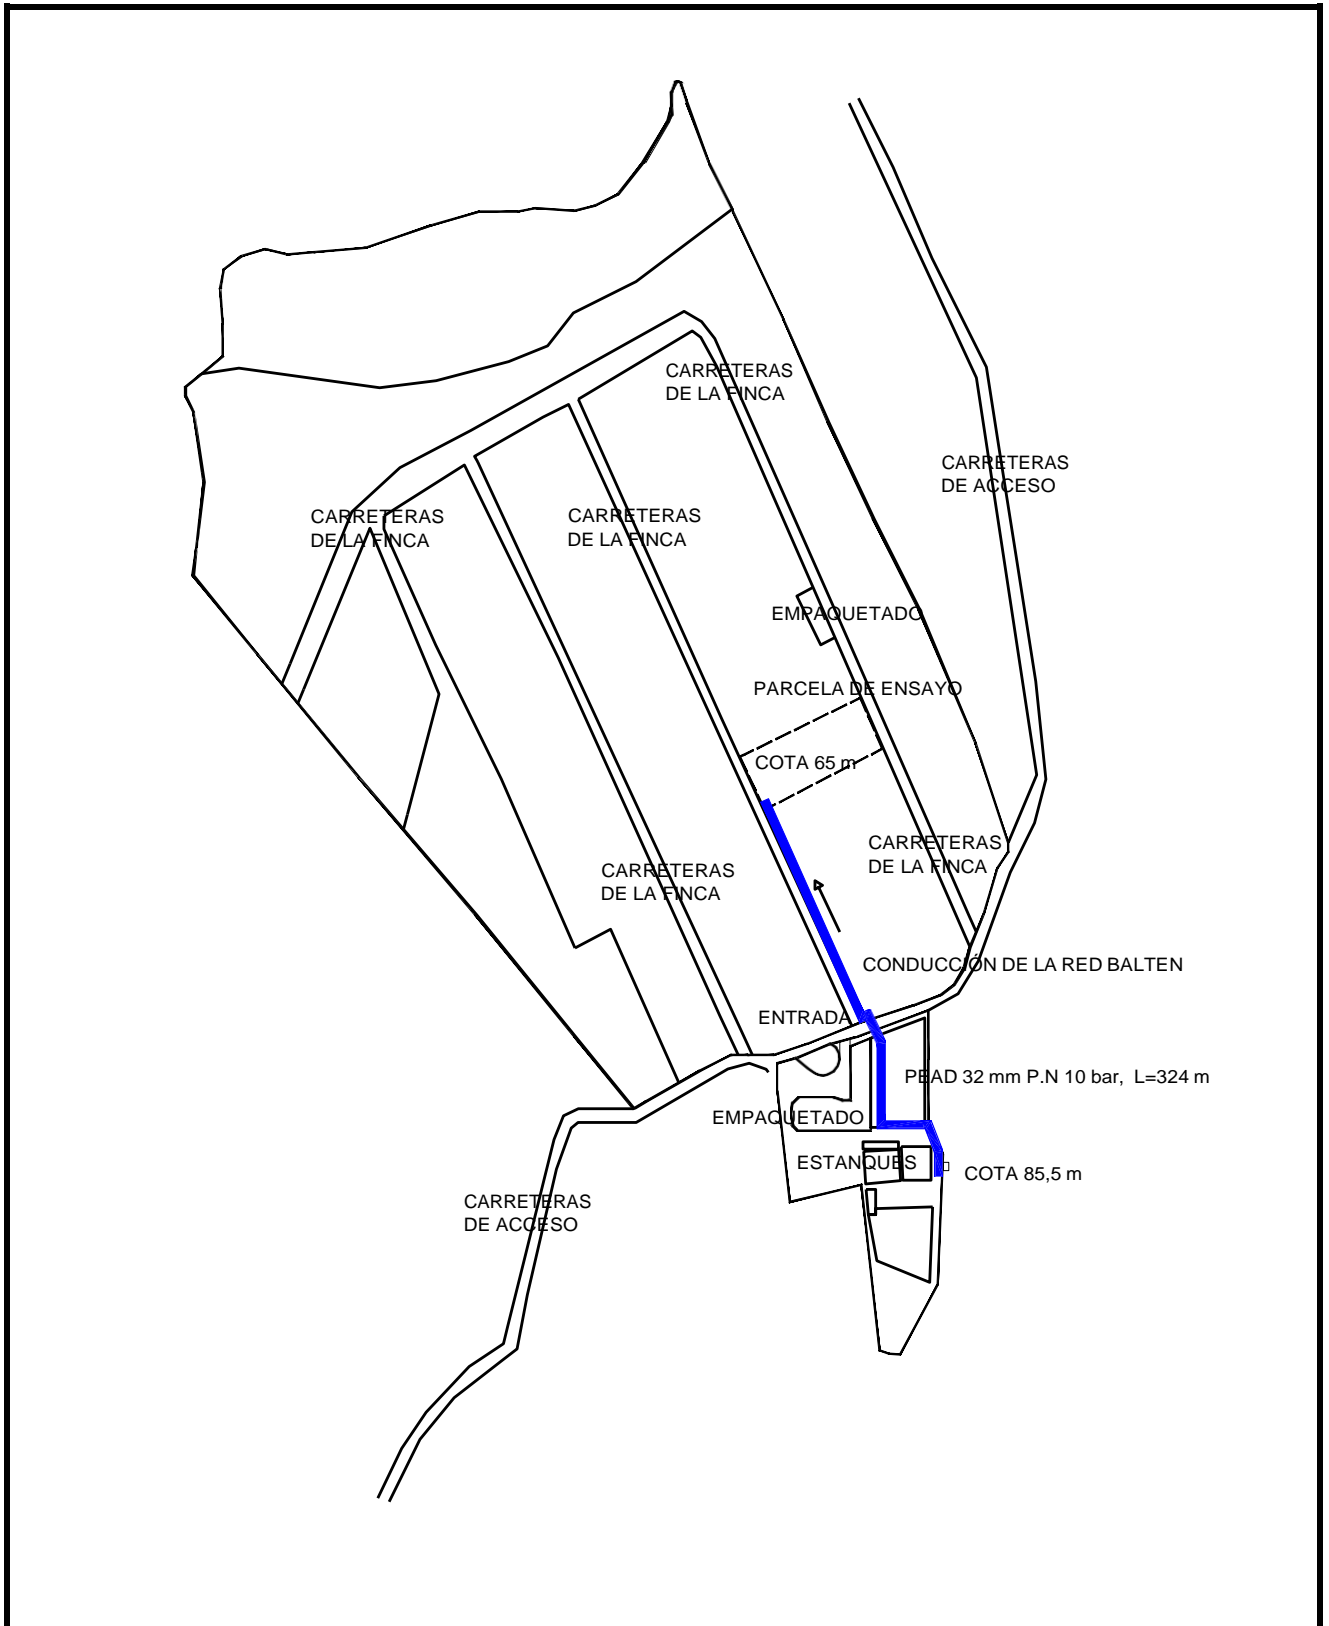 CARRETERAS
DE LA FINCA
CARRETERAS
DE ACCESO
CARRETERAS
DE LA FINCA
CARRETERAS
DE LA FINCA
EMPAQUETADO
PARCELA DE ENSAYO
COTA 65 m
CARRETERAS
DE LA FINCA
CARRETERAS
DE LA FINCA
CONDUCCIÓN DE LA RED BALTEN
ENTRADA
PEAD 32 mm P.N 10 bar, L=324 m
EMPAQUETADO
ESTANQUES
COTA 85,5 m
CARRETERAS
DE ACCESO